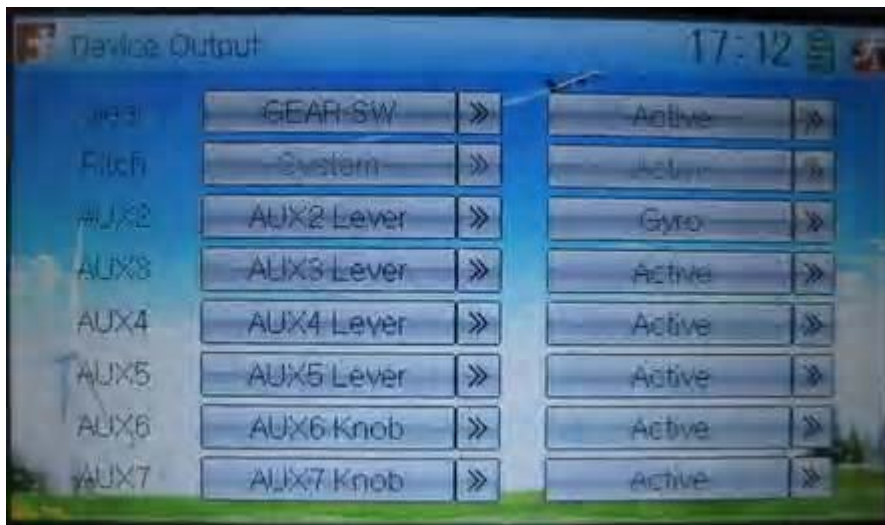 Device Output 17:12
Gear GEAR-SW » Active »
Pitch System » Active »
AUX2 AUX2 Lever » Gyro »
AUX3 AUX3 Lever » Active »
AUX4 AUX4 Lever » Active »
AUX5 AUX5 Lever » Active »
AUX6 AUX6 Knob » Active »
AUX7 AUX7 Knob » Active »